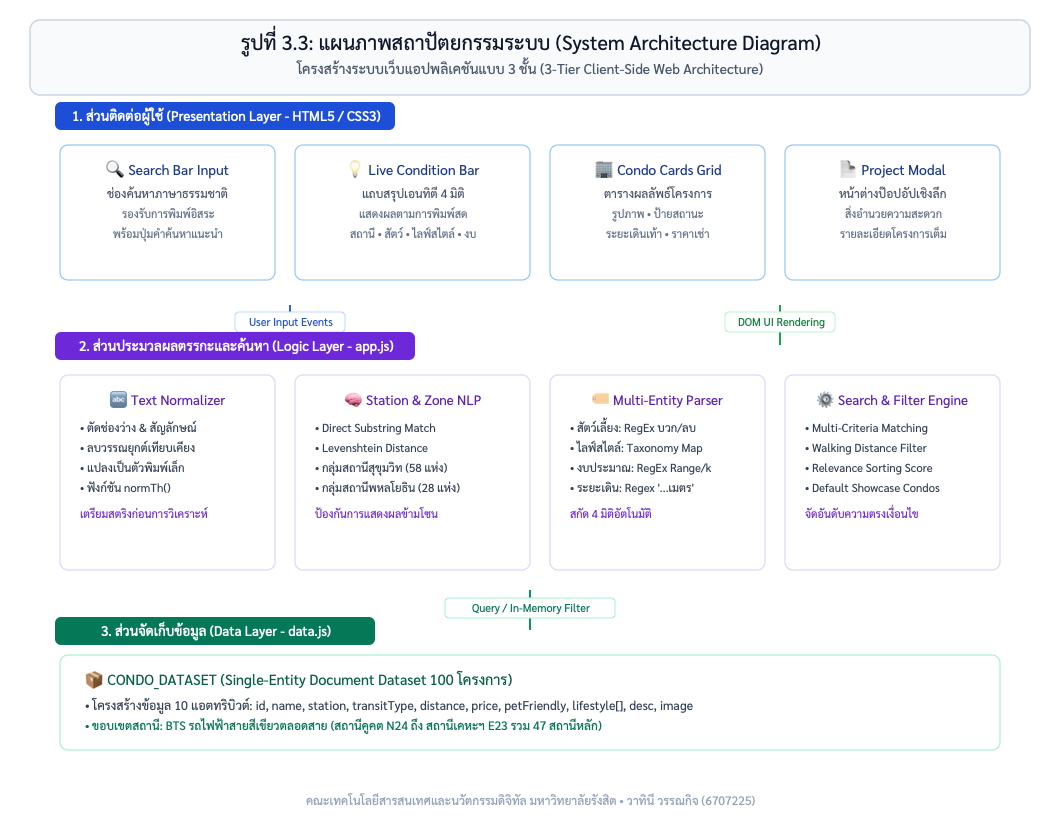 รูปที่ 3.3: แผนภาพสถาปัตยกรรมระบบ (System Architecture Diagram)
โครงสร้างระบบเว็บแอปพลิเคชันแบบ 3 ชั้น (3-Tier Client-Side Web Architecture)
1. ส่วนติดต่อผู้ใช้ (Presentation Layer - HTML5 / CSS3)
🔍 Search Bar Input
ช่องค้นหาภาษาธรรมชาติ
รองรับการพิมพ์อิสระ
พร้อมปุ่มคำค้นหาแนะนำ
💡 Live Condition Bar
แถบสรุปเอนทิตี 4 มิติ
แสดงผลตามการพิมพ์สด
สถานี • สัตว์ • ไลฟ์สไตล์ • งบ
🏢 Condo Cards Grid
ตารางผลลัพธ์โครงการ
รูปภาพ • ป้ายสถานะ
ระยะเดินเท้า • ราคาเช่า
📄 Project Modal
หน้าต่างป๊อปอัปเชิงลึก
สิ่งอำนวยความสะดวก
รายละเอียดโครงการเต็ม
User Input Events
DOM UI Rendering
2. ส่วนประมวลผลตรรกะและค้นหา (Logic Layer - app.js)
🔤 Text Normalizer
• ตัดช่องว่าง & สัญลักษณ์
• ลบวรรณยุกต์เทียบเคียง
• แปลงเป็นตัวพิมพ์เล็ก
• ฟังก์ชัน normTh()
เตรียมสตริงก่อนการวิเคราะห์
🧠 Station & Zone NLP
• Direct Substring Match
• Levenshtein Distance
• กลุ่มสถานีสุขุมวิท (58 แห่ง)
• กลุ่มสถานีพหลโยธิน (28 แห่ง)
ป้องกันการแสดงผลข้ามโซน
🏷️ Multi-Entity Parser
• สัตว์เลี้ยง: RegEx บวก/ลบ
• ไลฟ์สไตล์: Taxonomy Map
• งบประมาณ: RegEx Range/k
• ระยะเดิน: Regex '...เมตร'
สกัด 4 มิติอัตโนมัติ
⚙️ Search & Filter Engine
• Multi-Criteria Matching
• Walking Distance Filter
• Relevance Sorting Score
• Default Showcase Condos
จัดอันดับความตรงเงื่อนไข
Query / In-Memory Filter
3. ส่วนจัดเก็บข้อมูล (Data Layer - data.js)
📦 CONDO_DATASET (Single-Entity Document Dataset 100 โครงการ)
• โครงสร้างข้อมูล 10 แอตทริบิวต์: id, name, station, transitType, distance, price, petFriendly, lifestyle[], desc, image
• ขอบเขตสถานี: BTS รถไฟฟ้าสายสีเขียวตลอดสาย (สถานีคูคต N24 ถึง สถานีเคหะฯ E23 รวม 47 สถานีหลัก)
คณะเทคโนโลยีสารสนเทศและนวัตกรรมดิจิทัล มหาวิทยาลัยรังสิต • วาทินี วรรณกิจ (6707225)